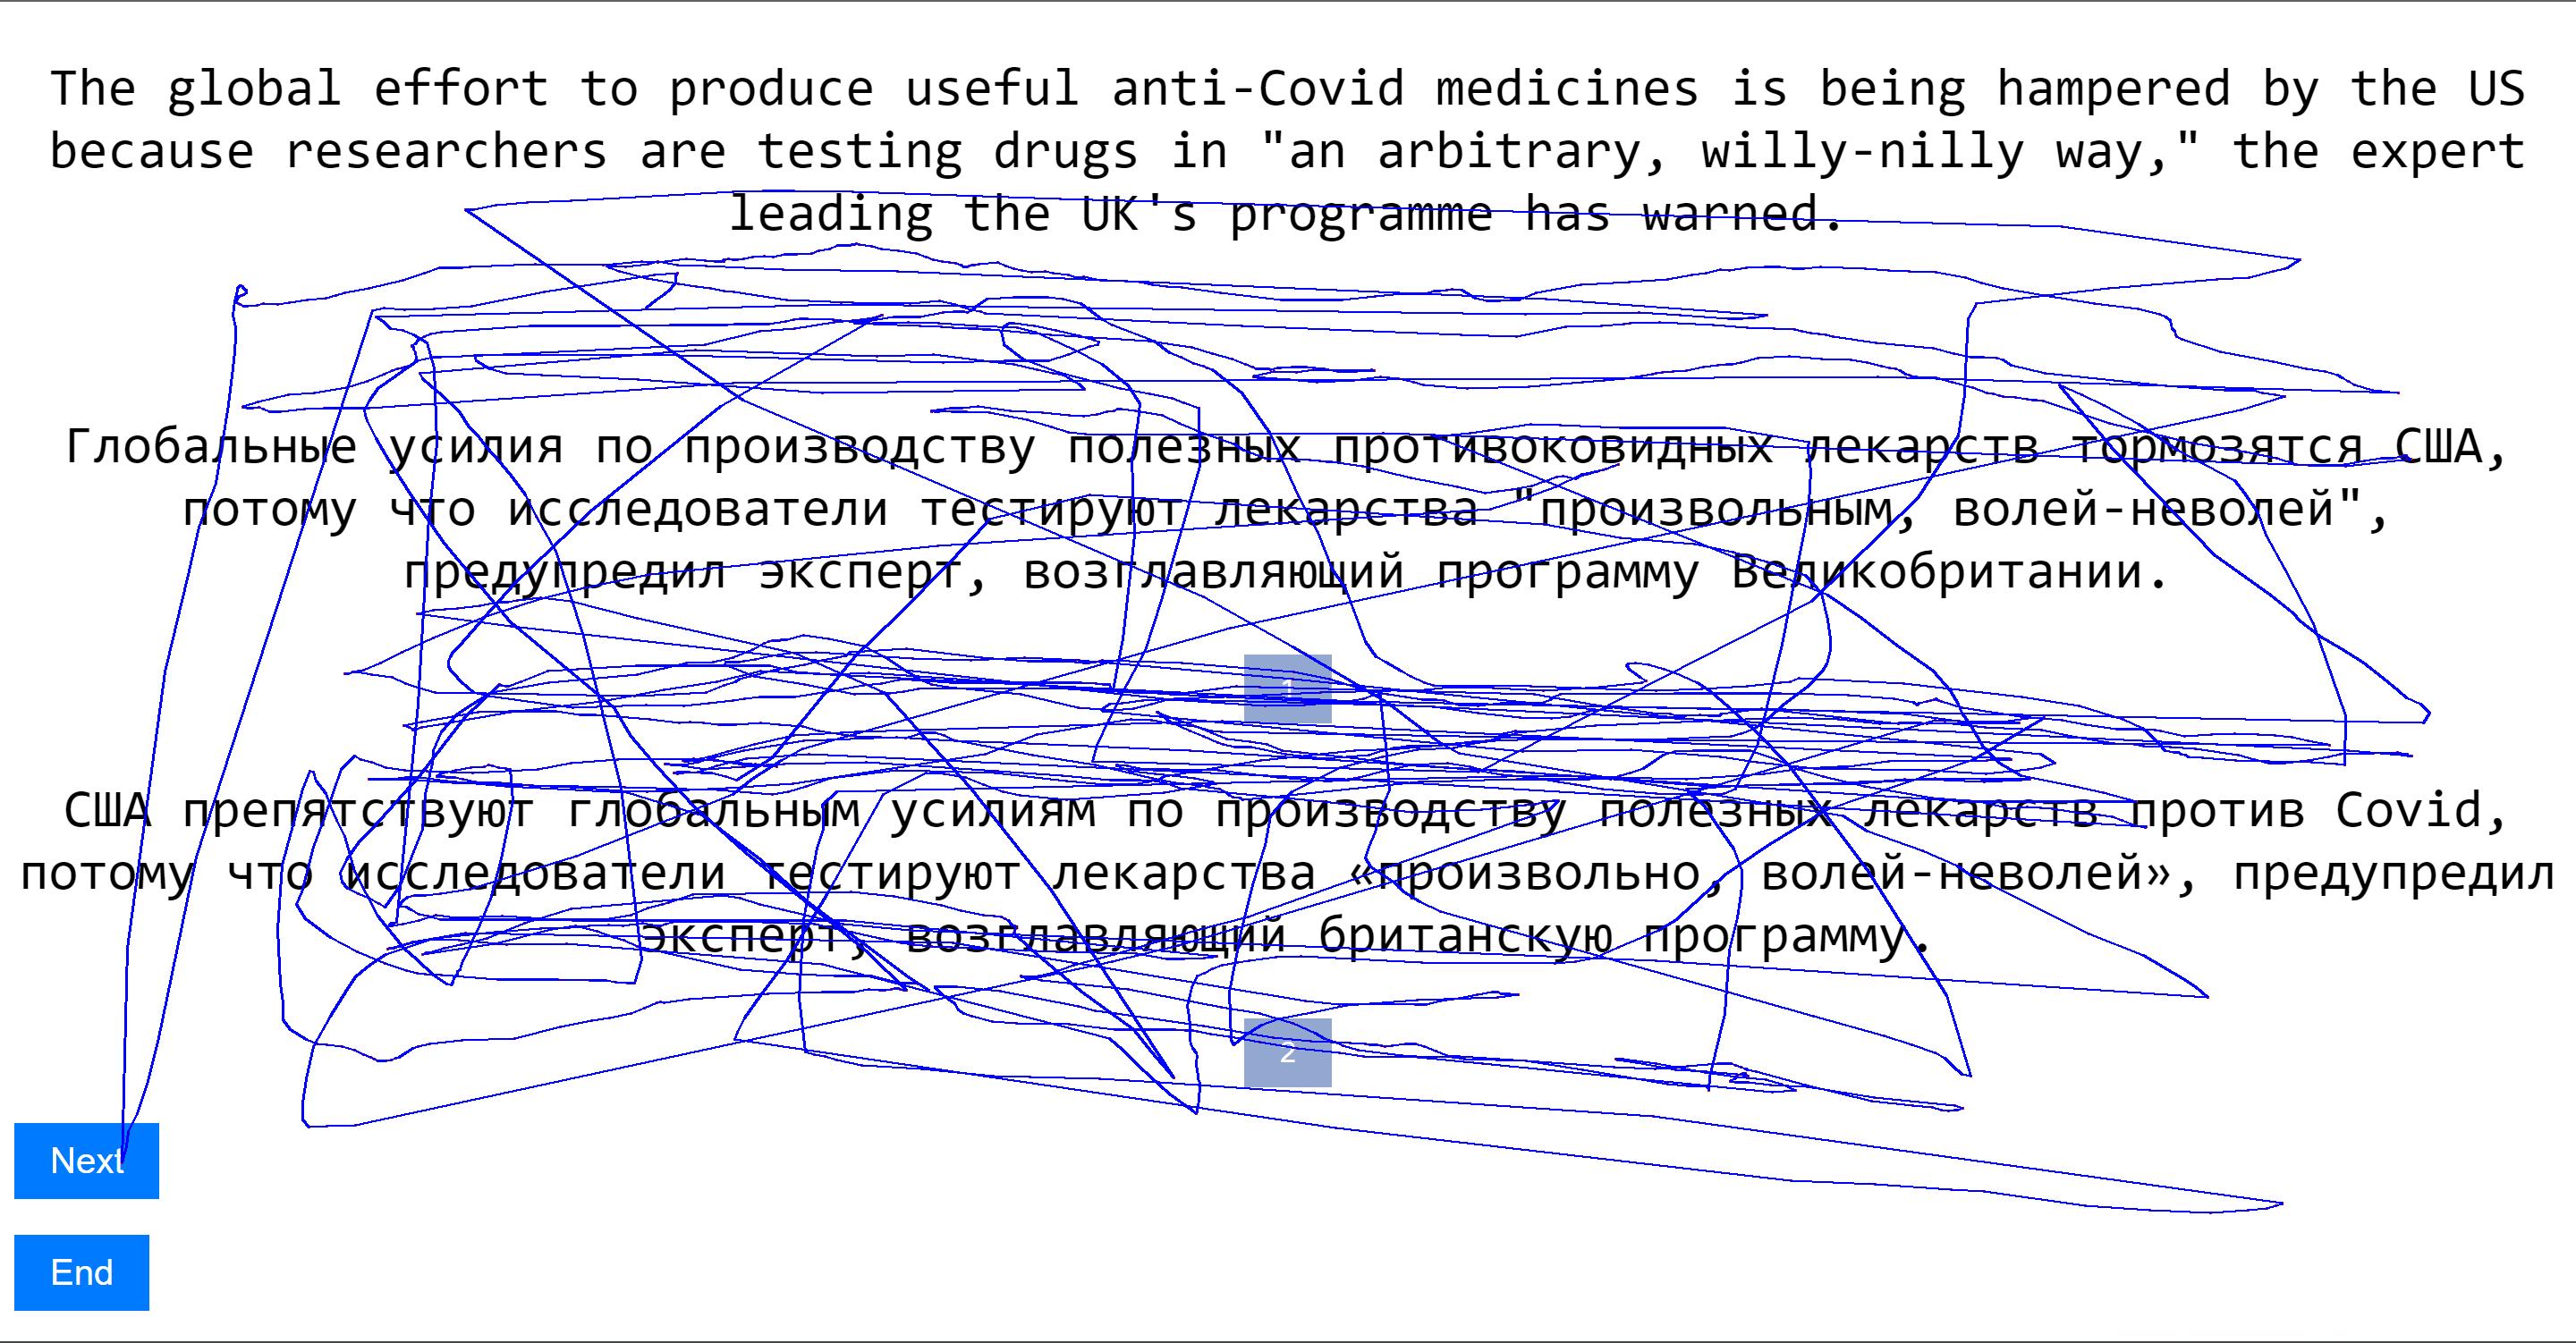 The global effort to produce useful anti-Covid medicines is being hampered by the US
because researchers are testing drugs in "an arbitrary, willy-nilly way," the expert
leading the UK's programme has warned.
Глобальные усилия по производству полезных противоковидных лекарств тормозятся США,
потому что исследователи тестируют лекарства "произвольным, волей-неволей",
предупредил эксперт, возглавляющий программу Великобритании.
1
США препятствуют глобальным усилиям по производству полезных лекарств против Covid,
потому что исследователи тестируют лекарства «произвольно, волей-неволей», предупредил
эксперт, возглавляющий британскую программу.
2
Next
End